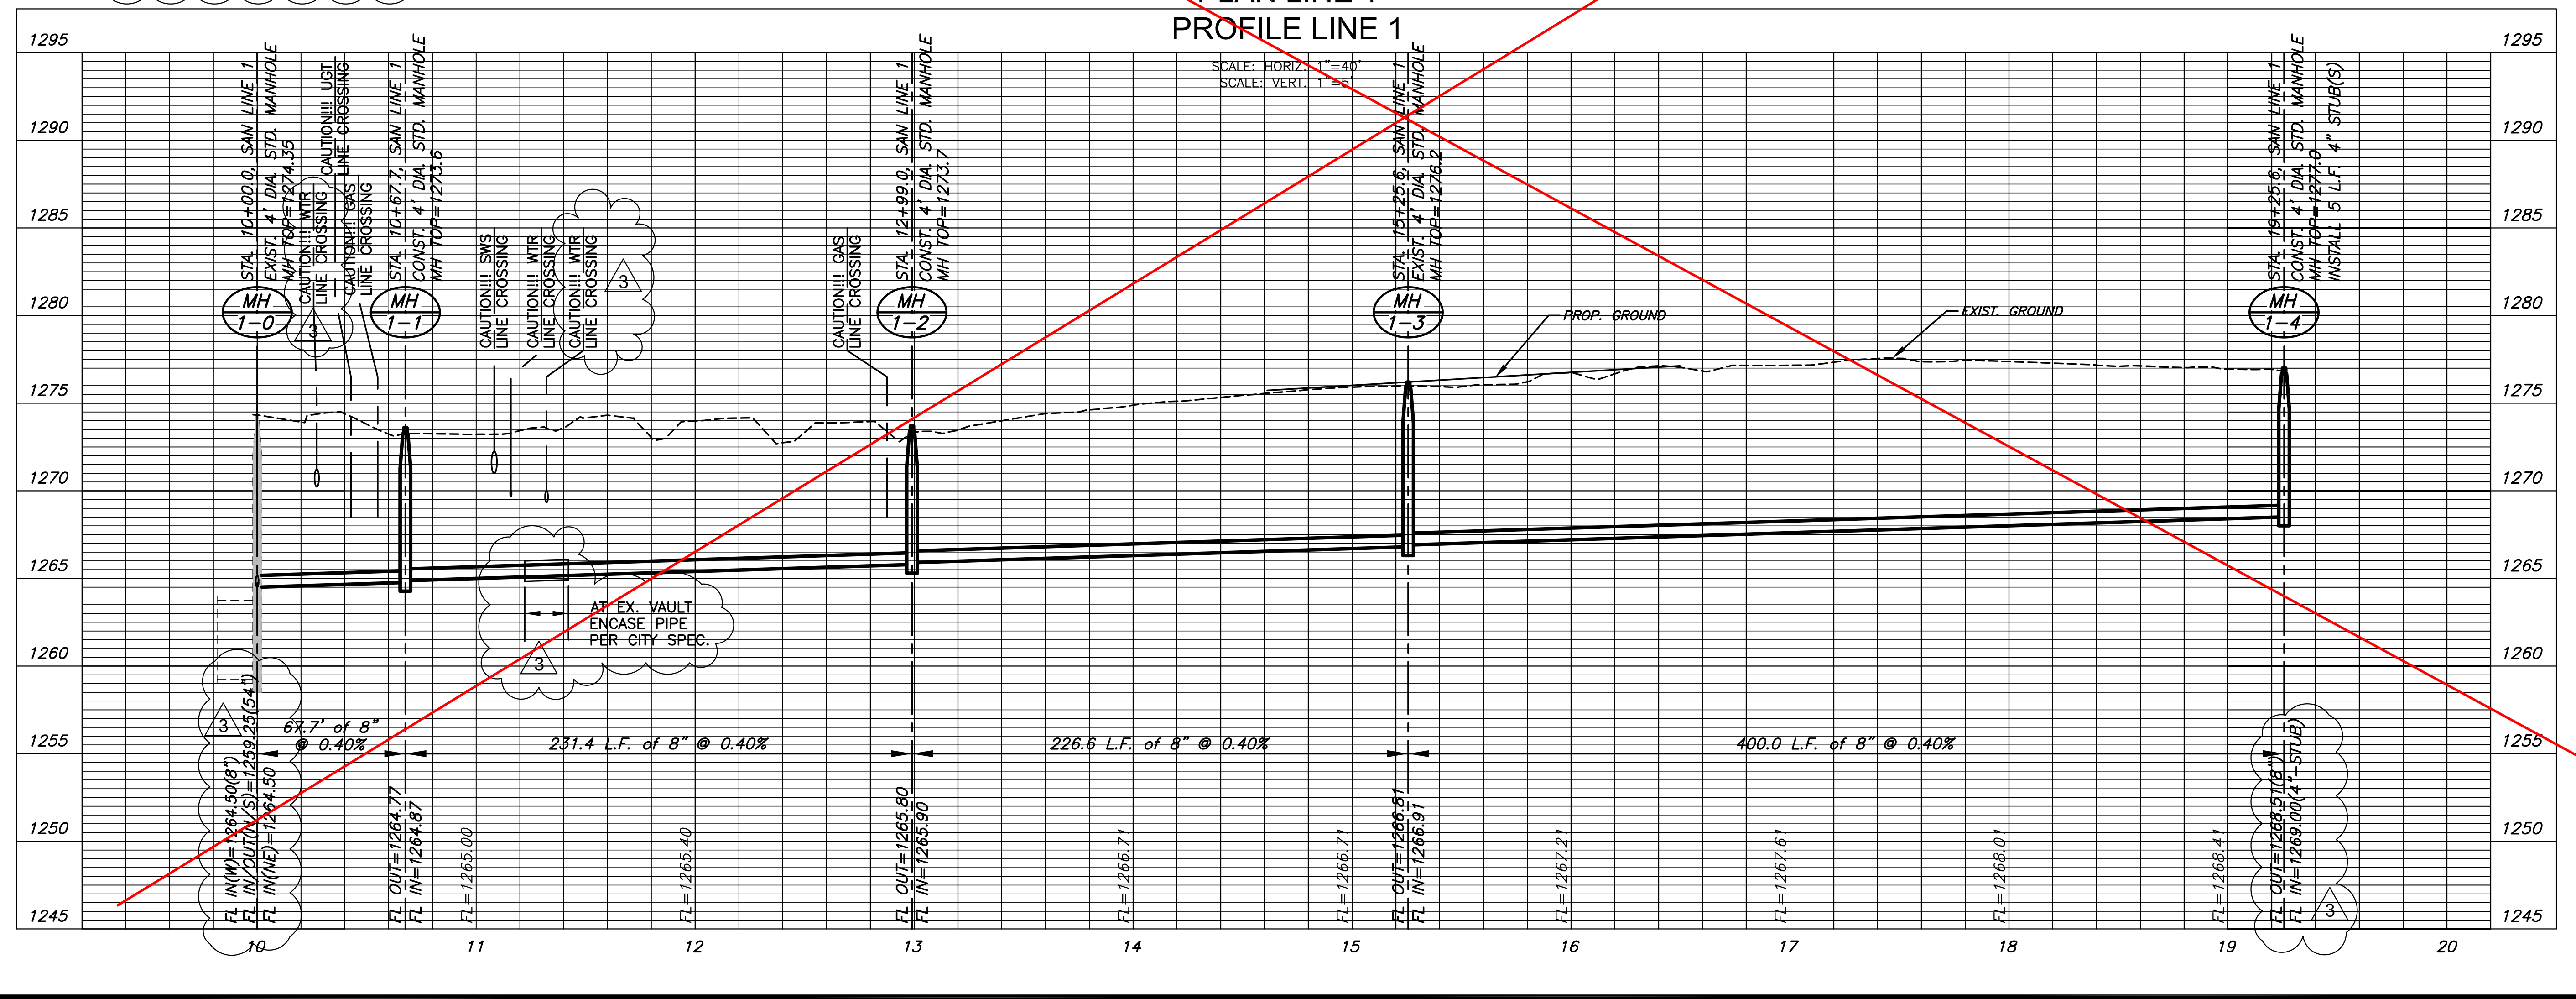 PROFILE LINE 1
SCALE: HORIZ. 1"=40'
SCALE: VERT. 1"=5'
1295
1290
1285
1280
1275
1270
1265
1260
1255
1250
1245
STA. 10+00.0, SAN LINE 1
EXIST. 4' DIA. STD. MANHOLE
MH TOP=1274.35
CAUTION!!! WTR
LINE CROSSING
CAUTION!!! UGT
LINE CROSSING
CAUTION!!! GAS
LINE CROSSING
STA. 10+67.7, SAN LINE 1
CONST. 4' DIA. STD. MANHOLE
MH TOP=1273.6
CAUTION!!! SWS
LINE CROSSING
CAUTION!!! WTR
LINE CROSSING
CAUTION!!! WTR
LINE CROSSING
3
3
CAUTION!!! GAS
LINE CROSSING
STA. 12+99.0, SAN LINE 1
CONST. 4' DIA. STD. MANHOLE
MH TOP=1273.7
STA. 15+25.6, SAN LINE 1
EXIST. 4' DIA. STD. MANHOLE
MH TOP=1276.2
STA. 19+25.6, SAN LINE 1
CONST. 4' DIA. STD. MANHOLE
MH TOP=1277.0
INSTALL 5 L.F. 4" STUB(S)
MH
1-0
MH
1-1
MH
1-2
MH
1-3
MH
1-4
PROP. GROUND
EXIST. GROUND
AT EX. VAULT
ENCASE PIPE
PER CITY SPEC.
3
3
67.7' of 8"
@ 0.40%
231.4 L.F. of 8" @ 0.40%
226.6 L.F. of 8" @ 0.40%
400.0 L.F. of 8" @ 0.40%
FL IN(W)=1264.50(8")
FL IN/OUT(N/S)=1259.25(54")
FL IN(NE)=1264.50
FL OUT=1264.77
FL IN=1264.87
FL=1265.00
FL=1265.40
FL OUT=1265.80
FL IN=1265.90
FL=1266.71
FL=1266.71
FL OUT=1266.81
FL IN=1266.91
FL=1267.21
FL=1267.61
FL=1268.01
FL=1268.41
FL OUT=1268.51(8")
FL IN=1269.00(4"-STUB)
3
1295
1290
1285
1280
1275
1270
1265
1260
1255
1250
1245
10
11
12
13
14
15
16
17
18
19
20